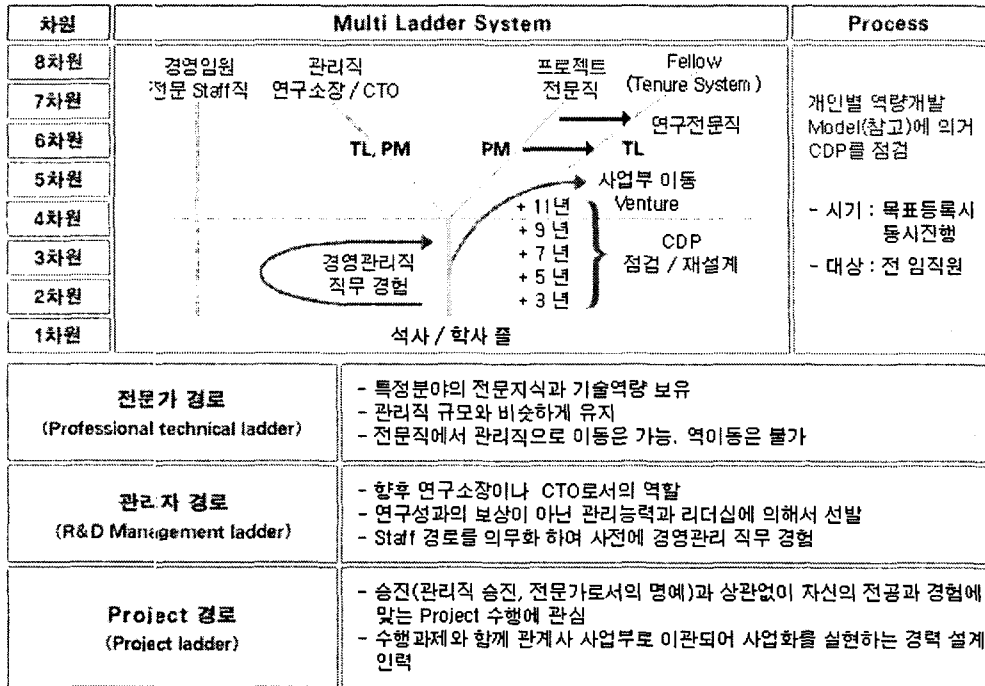 차원
Multi Ladder System
Process
8차원
7차원
6차원
5차원
4차원
3차원
2차원
1차원
경영임원
전문 Staff직
관리직
연구소장 / CTO
프로젝트
전문직
Fellow
(Tenure System)
연구전문직
TL, PM
PM
TL
사업부 이동
Venture
+ 11년
+ 9년
+ 7년
+ 5년
+ 3년
CDP
점검 / 재설계
경영관리직
직무 경험
석사 / 학사 졸
개인별 역량개발
Model(참고)에 의거
CDP를 점검
- 시기 : 목표등록시
동시진행
- 대상 : 전 임직원
전문가 경로
(Professional technical ladder)
- 특정분야의 전문지식과 기술역량 보유
- 관리직 규모와 비슷하게 유지
- 전문직에서 관리직으로 이동은 가능, 역이동은 불가
관리자 경로
(R&D Management ladder)
- 향후 연구소장이나 CTO로서의 역할
- 연구성과의 보상이 아닌 관리능력과 리더십에 의해서 선발
- Staff 경로를 의무화 하여 사전에 경영관리 직무 경험
Project 경로
(Project ladder)
- 승진(관리직 승진, 전문가로서의 명예)과 상관없이 자신의 전공과 경험에
맞는 Project 수행에 관심
- 수행과제와 함께 관계사 사업부로 이관되어 사업화를 실현하는 경력 설계
인력